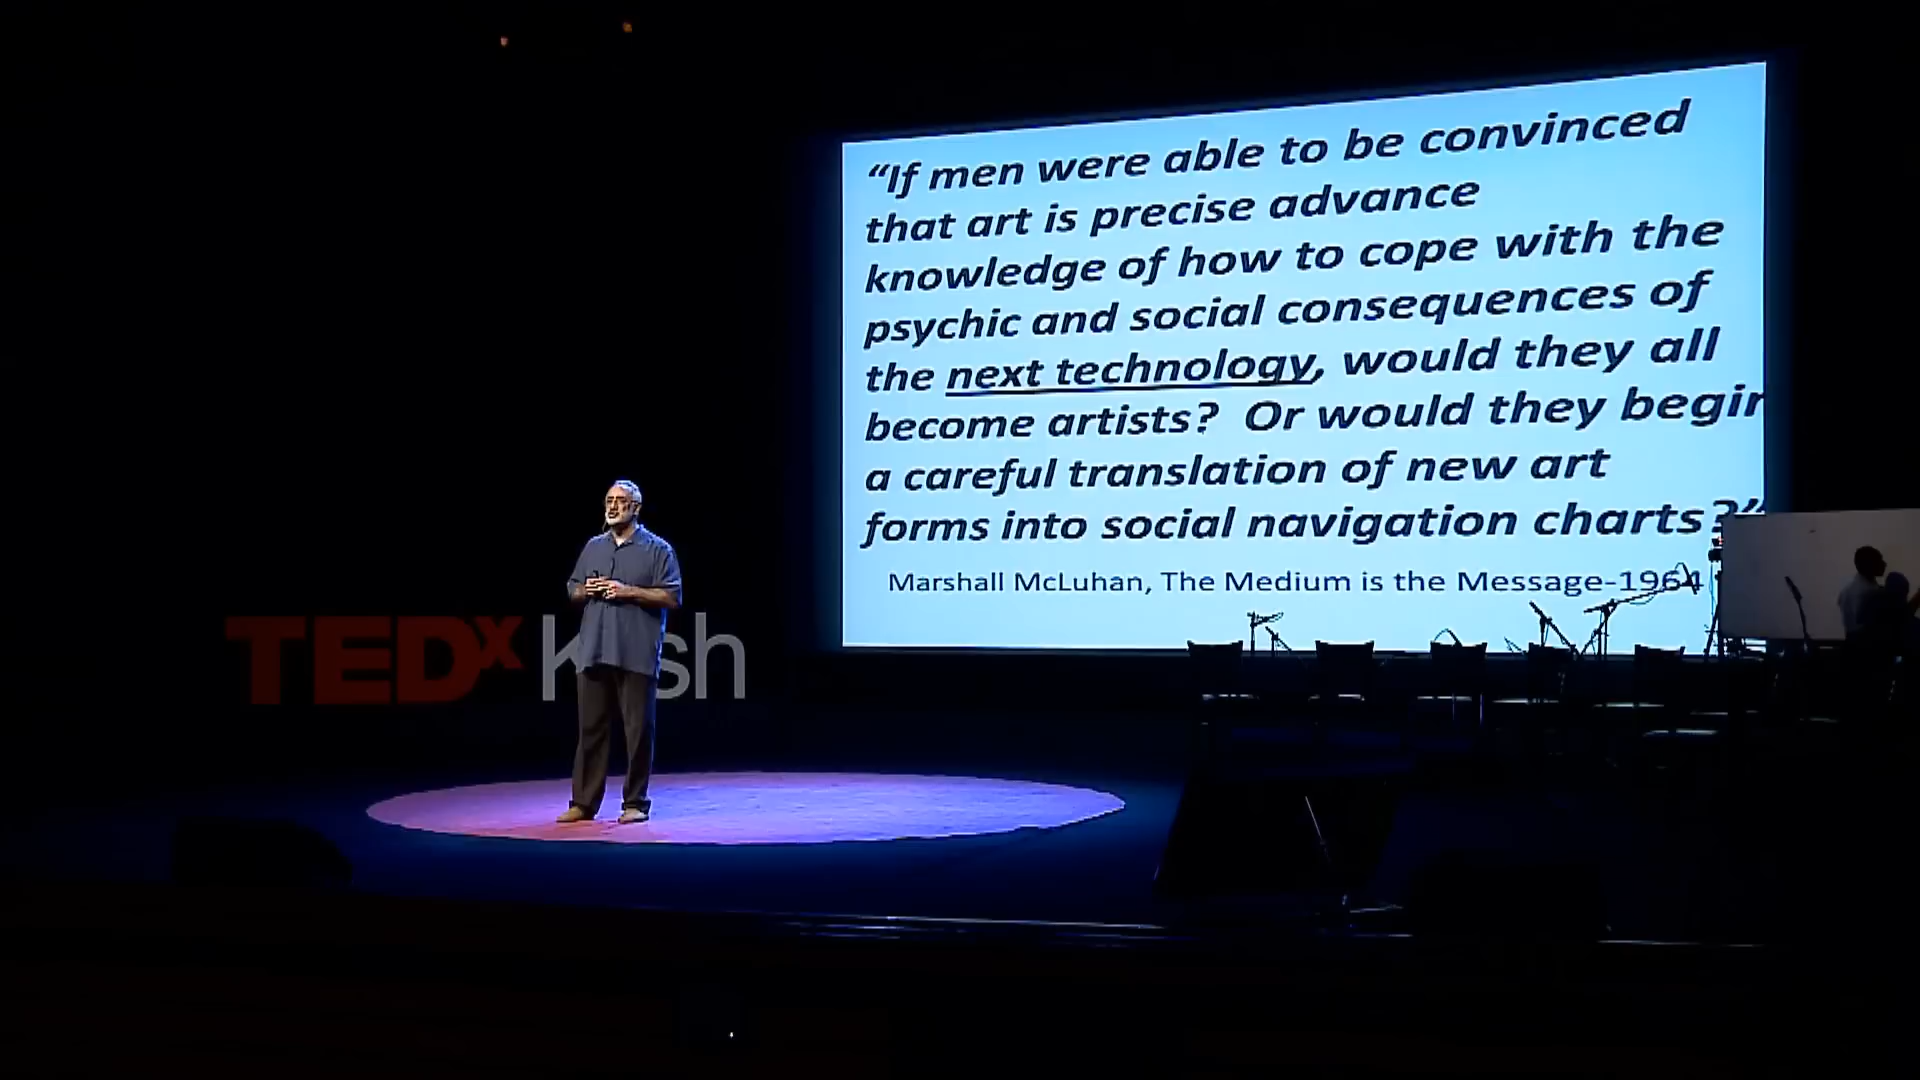 “If men were able to be convinced
that art is precise advance
knowledge of how to cope with the
psychic and social consequences of
the next technology, would they all
become artists?  Or would they begin
a careful translation of new art
forms into social navigation charts?”
Marshall McLuhan, The Medium is the Message-1964
TEDx